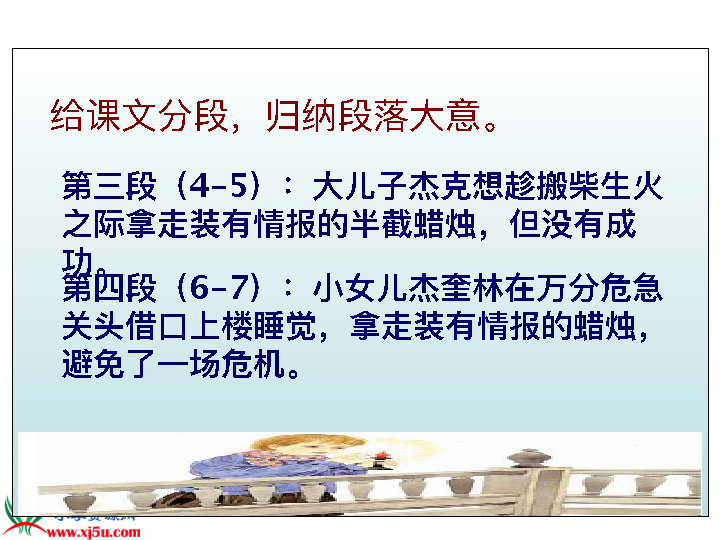 给课文分段，归纳段落大意。
第三段（4-5）：大儿子杰克想趁搬柴生火
之际拿走装有情报的半截蜡烛，但没有成
功。
第四段（6-7）：小女儿杰奎林在万分危急
关头借口上楼睡觉，拿走装有情报的蜡烛，
避免了一场危机。
www.xj5u.com